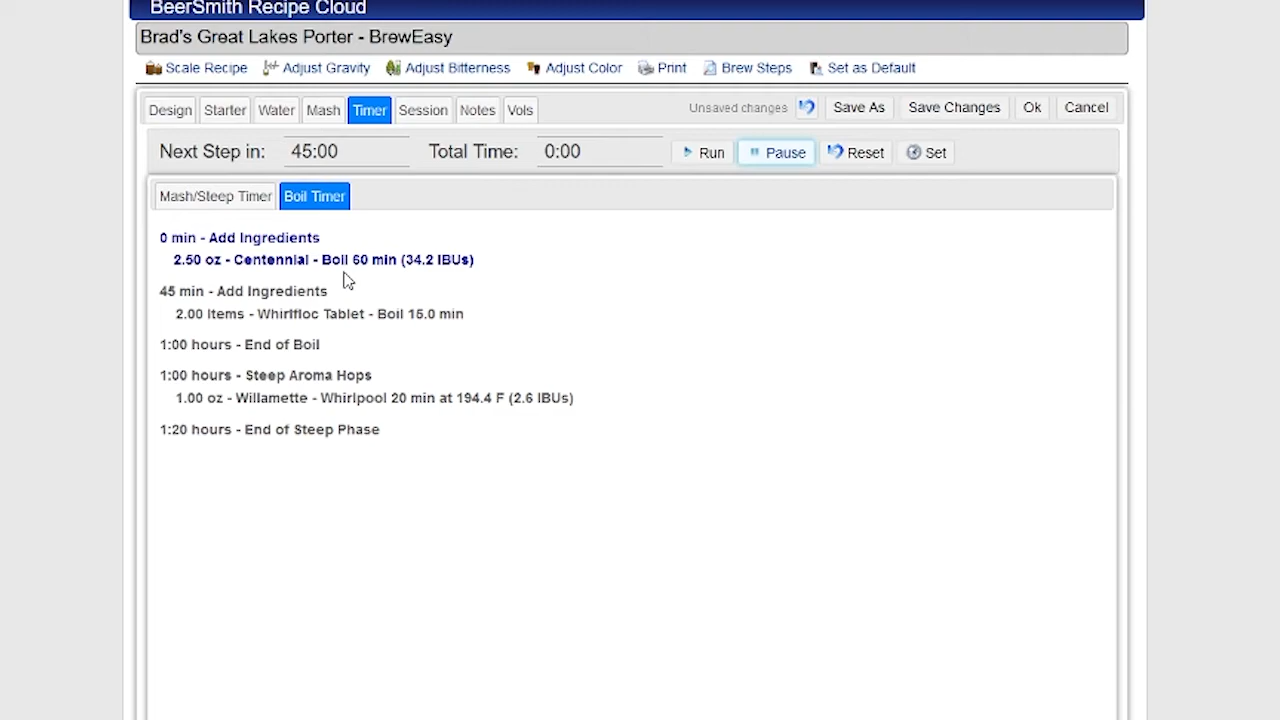 BeerSmith Recipe Cloud
Brad's Great Lakes Porter - BrewEasy
Scale Recipe Adjust Gravity Adjust Bitterness Adjust Color Print Brew Steps Set as Default
Design Starter Water Mash Timer Session Notes Vols Unsaved changes Save As Save Changes Ok Cancel
Next Step in: 45:00 Total Time: 0:00 Run Pause Reset Set
Mash/Steep Timer Boil Timer
0 min - Add Ingredients
2.50 oz - Centennial - Boil 60 min (34.2 IBUs)
45 min - Add Ingredients
2.00 Items - Whirlfloc Tablet - Boil 15.0 min
1:00 hours - End of Boil
1:00 hours - Steep Aroma Hops
1.00 oz - Willamette - Whirlpool 20 min at 194.4 F (2.6 IBUs)
1:20 hours - End of Steep Phase